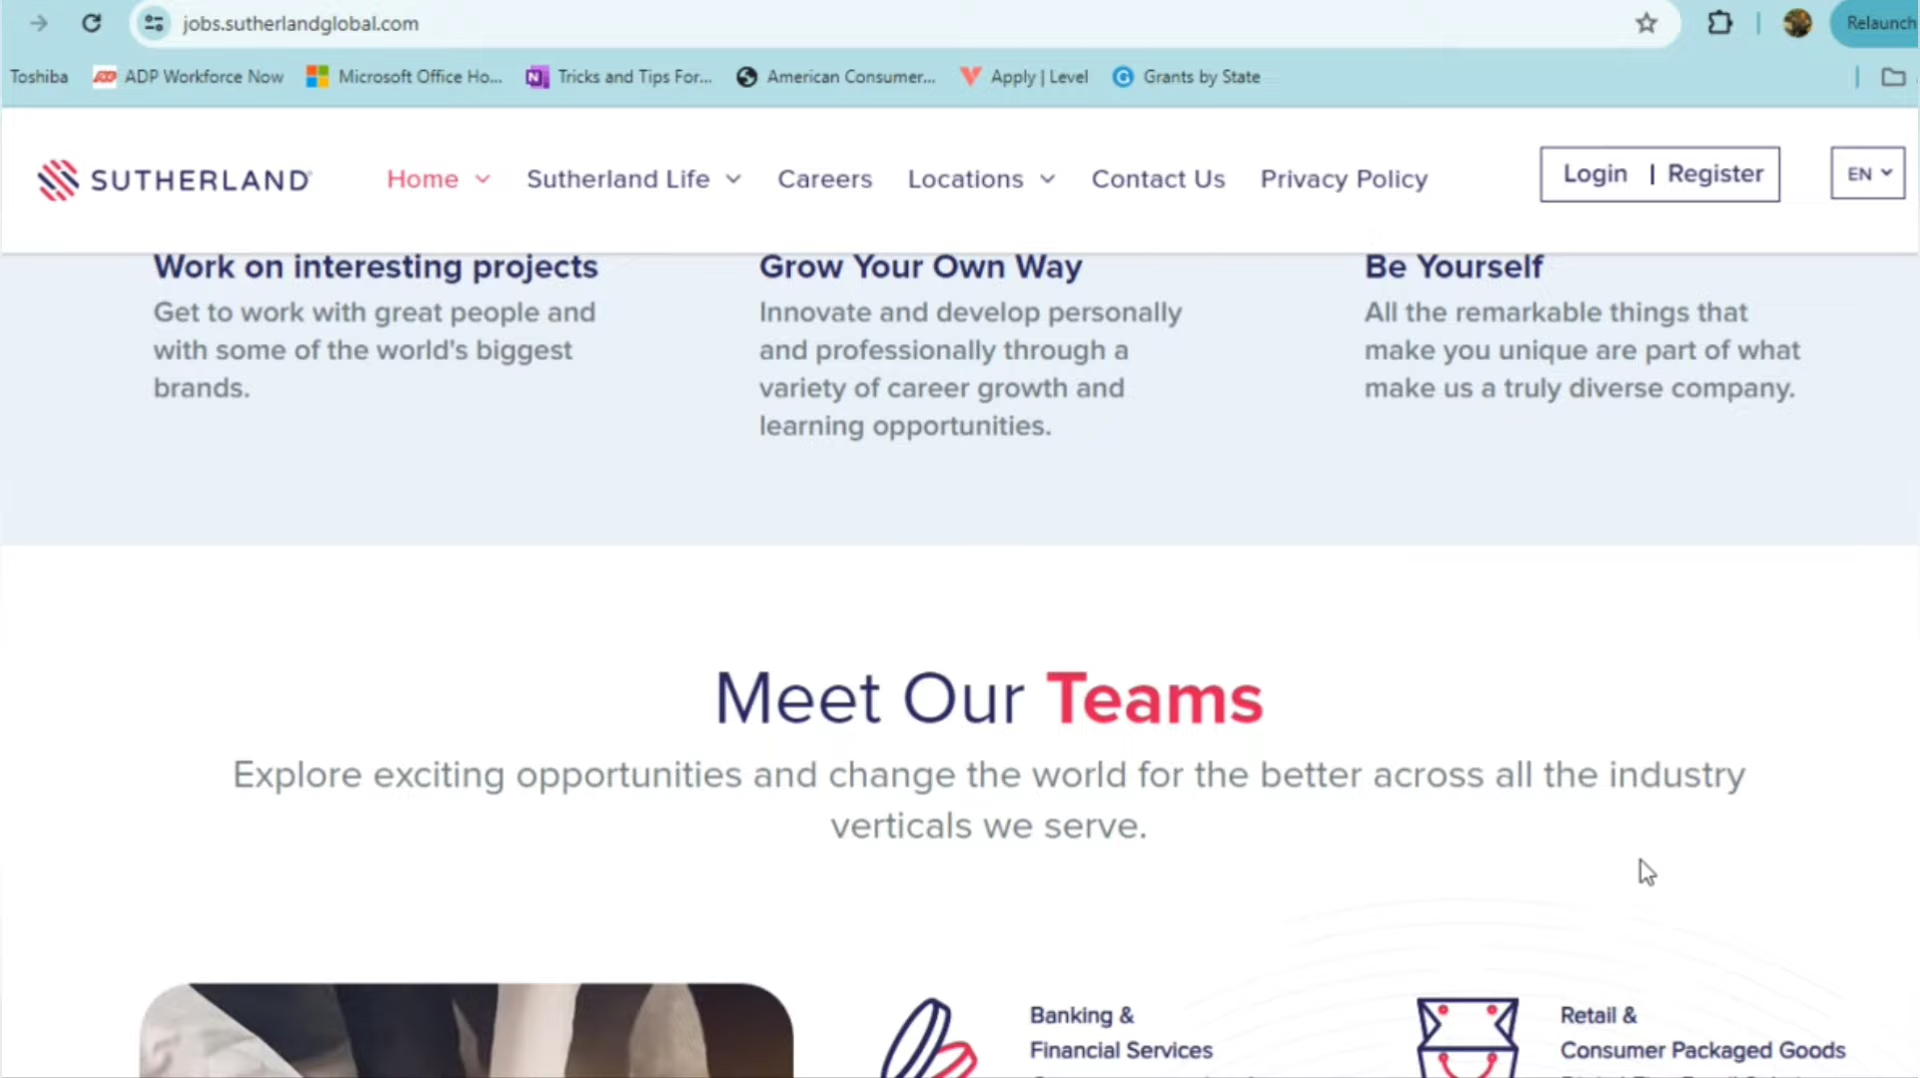 jobs.sutherlandglobal.com
Relaunch
Toshiba
ADP Workforce Now
Microsoft Office Ho...
Tricks and Tips For...
American Consumer...
Apply | Level
Grants by State
SUTHERLAND
Home
Sutherland Life
Careers
Locations
Contact Us
Privacy Policy
Login | Register
EN
Work on interesting projects
Get to work with great people and
with some of the world's biggest
brands.
Grow Your Own Way
Innovate and develop personally
and professionally through a
variety of career growth and
learning opportunities.
Be Yourself
All the remarkable things that
make you unique are part of what
make us a truly diverse company.
Meet Our Teams
Explore exciting opportunities and change the world for the better across all the industry
verticals we serve.
Banking &
Financial Services
Retail &
Consumer Packaged Goods